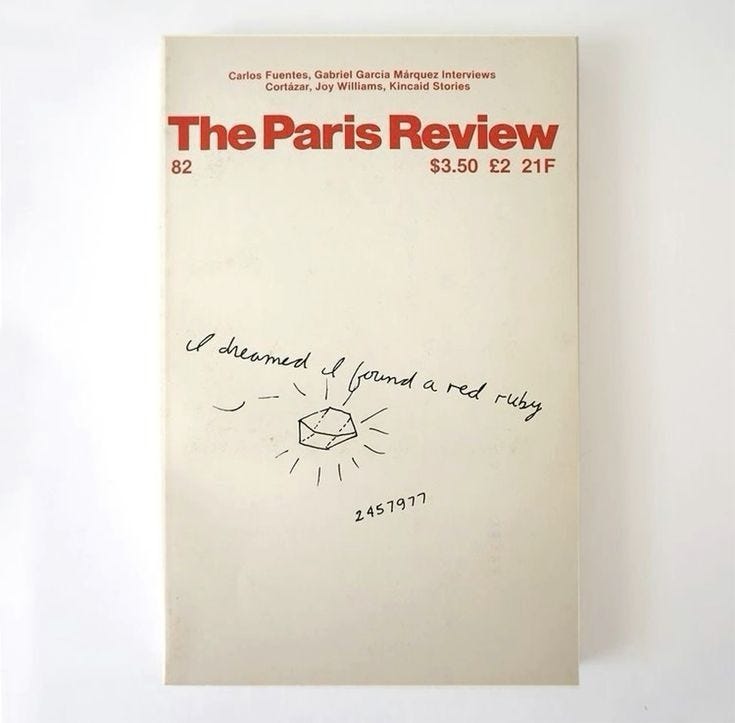 Carlos Fuentes, Gabriel Garcia Márquez Interviews
Cortázar, Joy Williams, Kincaid Stories
The Paris Review
82 $3.50 £2 21F
I dreamed I found a red ruby
2457977